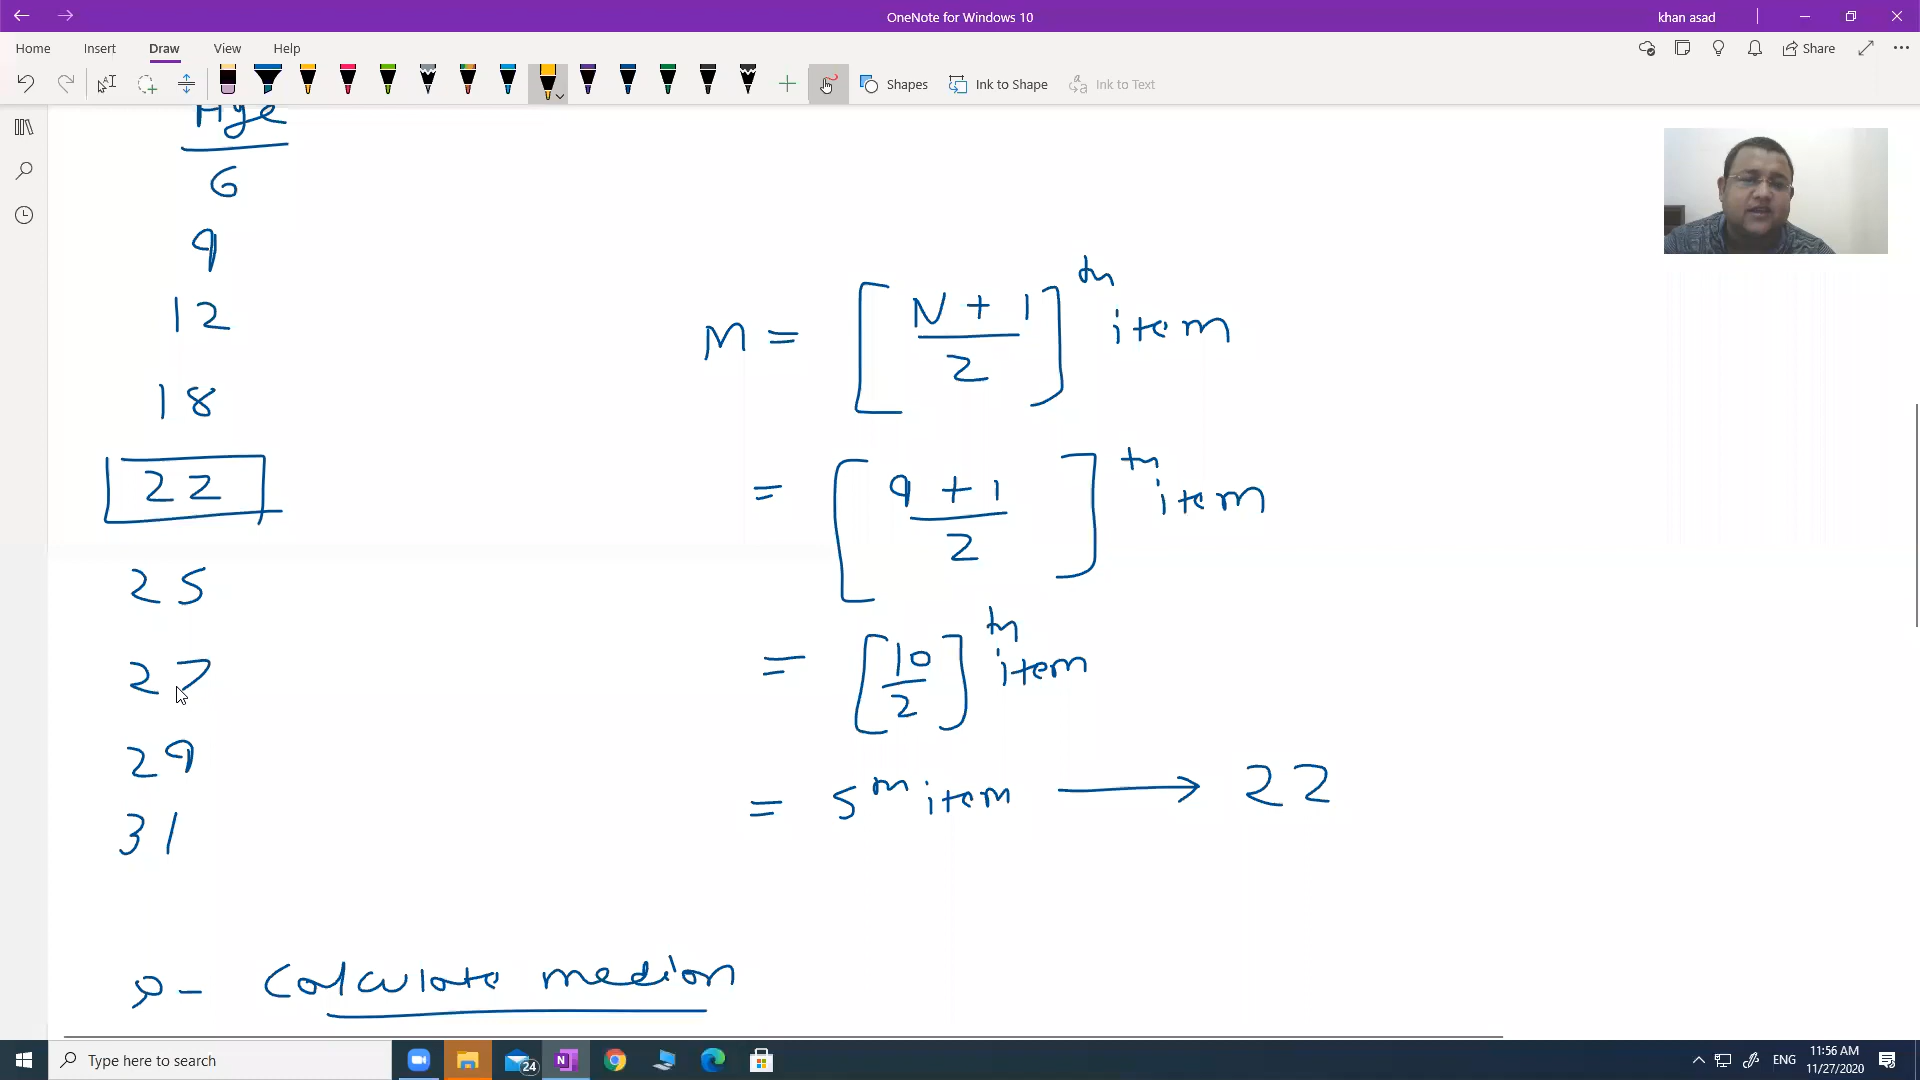 OneNote for Windows 10
khan asad
Home Insert Draw View Help
Share
Shapes Ink to Shape Ink to Text
Age
6
9
12
18
22
25
27
29
31
M = [N + 1 / 2]th item
= [9 + 1 / 2]th item
= [10 / 2]th item
= 5th item → 22
Q - Calculate median
Type here to search
24
ENG
11:56 AM
11/27/2020